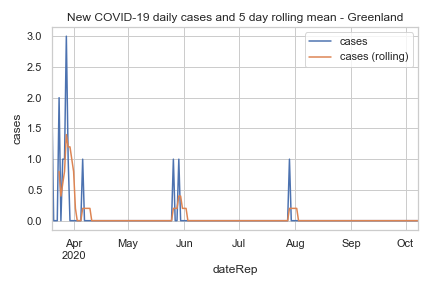 New COVID-19 daily cases and 5 day rolling mean - Greenland
cases
cases (rolling)
3.0
2.5
2.0
1.5
1.0
0.5
0.0
cases
Apr
2020
May
Jun
Jul
Aug
Sep
Oct
dateRep